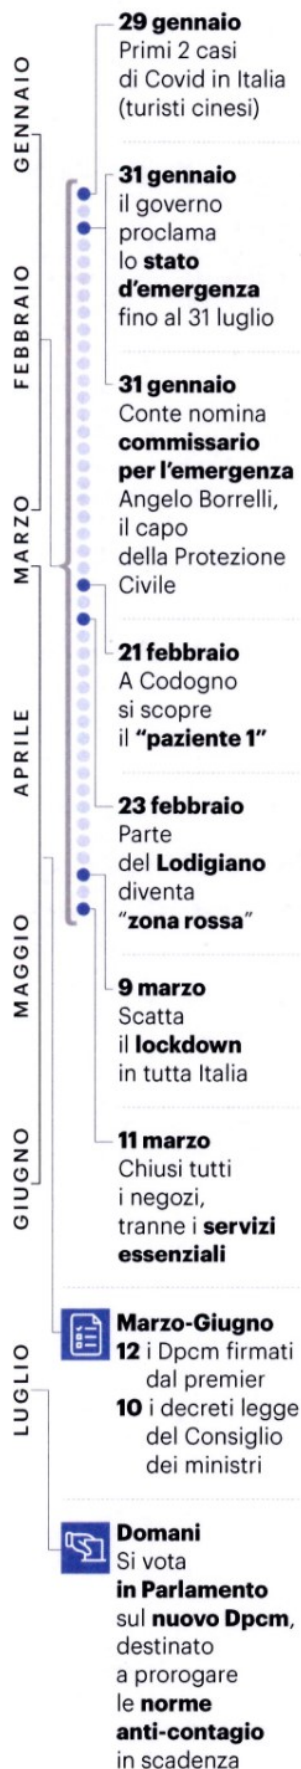 GENNAIO
FEBBRAIO
MARZO
APRILE
MAGGIO
GIUGNO
LUGLIO
29 gennaio
Primi 2 casi
di Covid in Italia
(turisti cinesi)
31 gennaio
il governo
proclama
lo stato
d'emergenza
fino al 31 luglio
31 gennaio
Conte nomina
commissario
per l'emergenza
Angelo Borrelli,
il capo
della Protezione
Civile
21 febbraio
A Codogno
si scopre
il "paziente 1"
23 febbraio
Parte
del Lodigiano
diventa
"zona rossa"
9 marzo
Scatta
il lockdown
in tutta Italia
11 marzo
Chiusi tutti
i negozi,
tranne i servizi
essenziali
Marzo-Giugno
12 i Dpcm firmati
dal premier
10 i decreti legge
del Consiglio
dei ministri
Domani
Si vota
in Parlamento
sul nuovo Dpcm,
destinato
a prorogare
le norme
anti-contagio
in scadenza